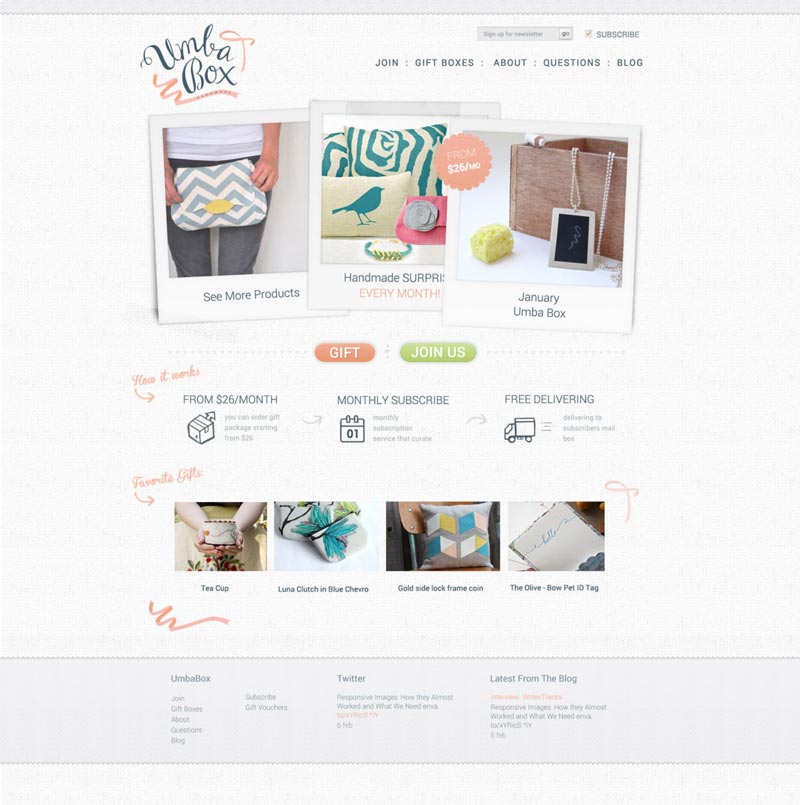 Umba
Box
Sign up for newsletter go SUBSCRIBE
JOIN : GIFT BOXES : ABOUT : QUESTIONS : BLOG
FROM
$26/MO
See More Products
Handmade SURPRIS
EVERY MONTH!
January
Umba Box
GIFT or JOIN US
How it works
FROM $26/MONTH
you can order gift
package starting
from $26
MONTHLY SUBSCRIBE
01
monthly
subscription
service that curate
FREE DELIVERING
delivering to
subscribers mail
box
Favorite Gifts:
hello
Tea Cup
Luna Clutch in Blue Chevro
Gold side lock frame coin
The Olive - Bow Pet ID Tag
UmbaBox
Join
Gift Boxes
About
Questions
Blog
Subscribe
Gift Vouchers
Twitter
Responsive Images: How they Almost
Worked and What We Need enva
to/xYRicS *iY
5 feb
Latest From The Blog
Interview: WriterTracks
Responsive Images: How they Almost
Worked and What We Need enva
to/xYRicS *iY
5 feb